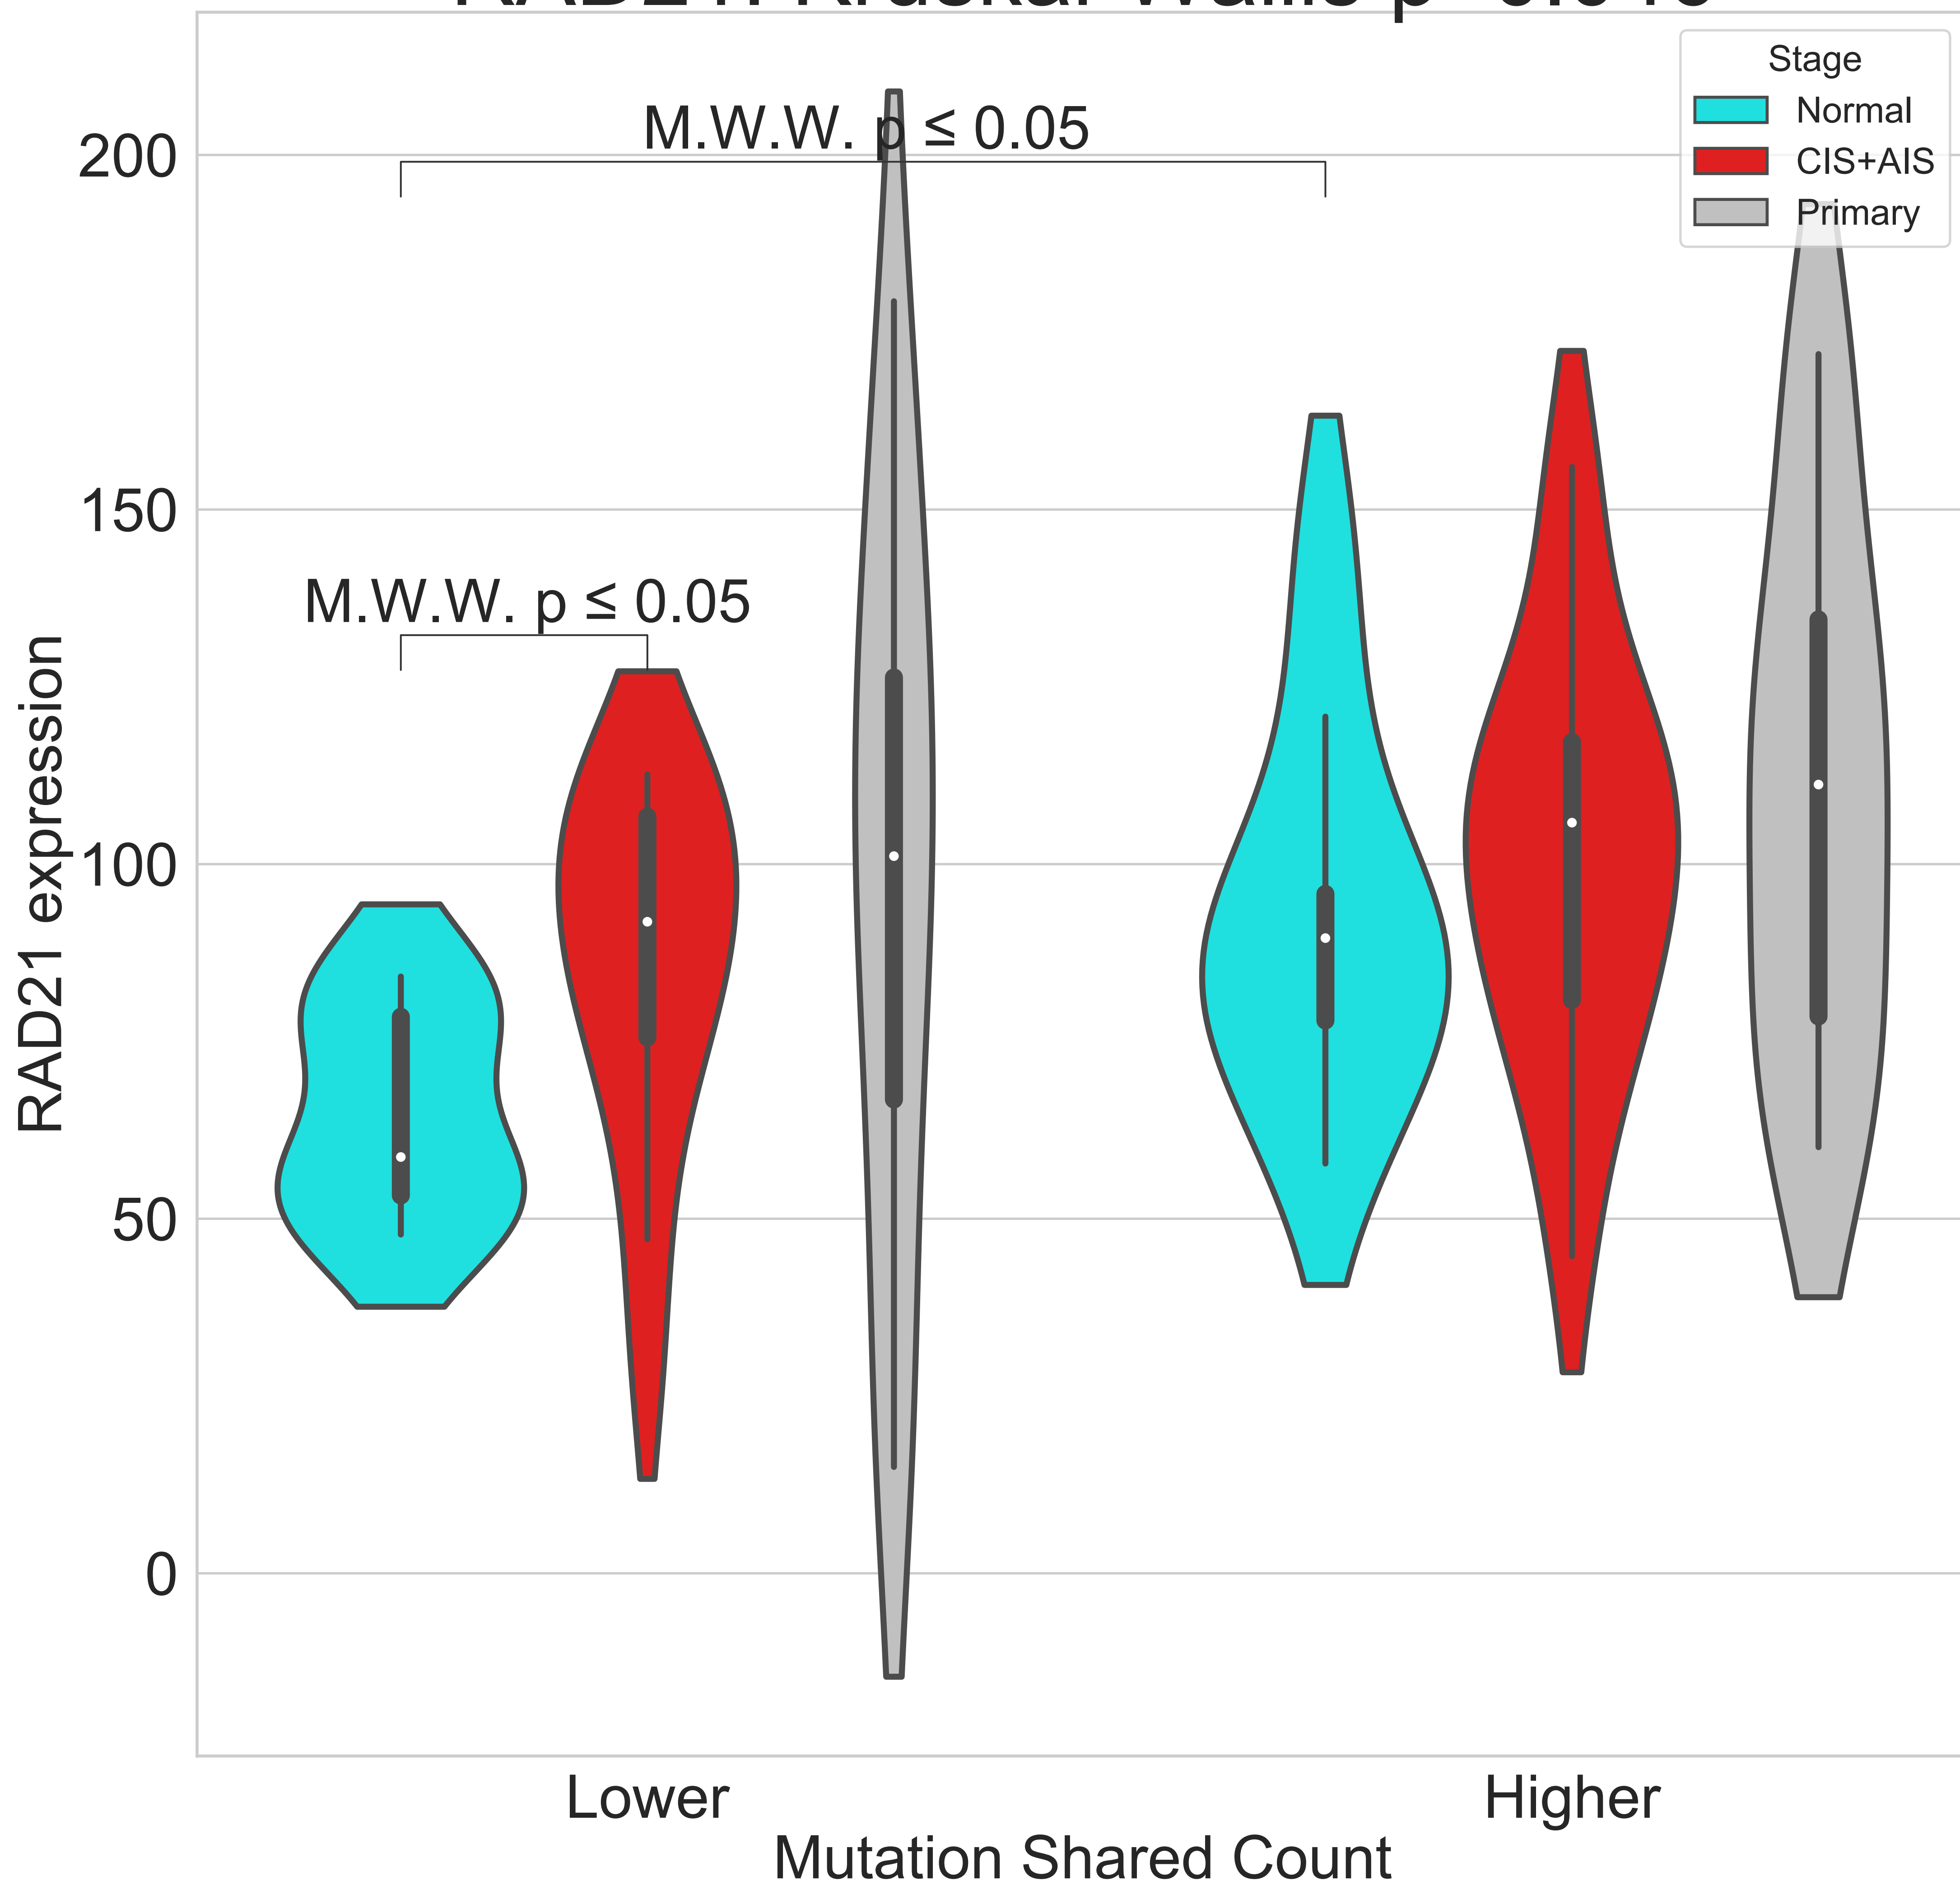 Stage
Normal
CIS+AIS
Primary
M.W.W. p ≤ 0.05
M.W.W. p ≤ 0.05
200
150
100
50
0
RAD21 expression
Lower
Higher
Mutation Shared Count